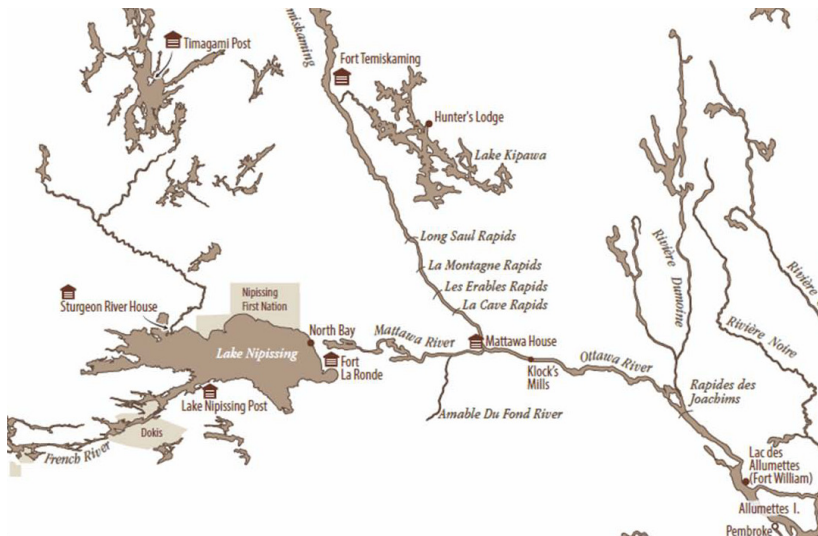 Timagami Post
miskaming
Fort Temiskaming
Hunter's Lodge
Lake Kipawa
Long Saul Rapids
La Montagne Rapids
Les Erables Rapids
La Cave Rapids
Rivière Dumoine
Rivière
Rivière Noire
Nipissing
First Nation
Sturgeon River House
North Bay
Mattawa River
Mattawa House
Lake Nipissing
Fort
La Ronde
Klock's
Mills
Ottawa River
Rapides des
Joachims
Lake Nipissing Post
Amable Du Fond River
Dokis
French River
Lac des
Allumettes
(Fort William)
Allumettes I.
Pembroke